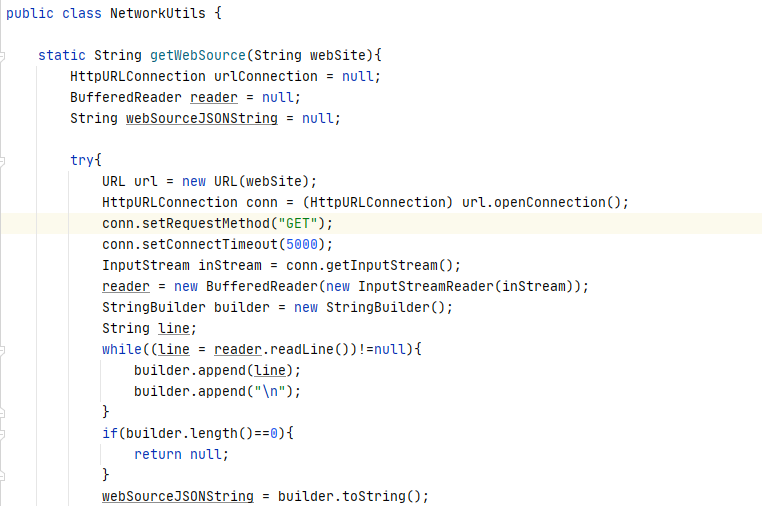 public class NetworkUtils {
static String getWebSource(String webSite){
HttpURLConnection urlConnection = null;
BufferedReader reader = null;
String webSourceJSONString = null;
try{
URL url = new URL(webSite);
HttpURLConnection conn = (HttpURLConnection) url.openConnection();
conn.setRequestMethod("GET");
conn.setConnectTimeout(5000);
InputStream inStream = conn.getInputStream();
reader = new BufferedReader(new InputStreamReader(inStream));
StringBuilder builder = new StringBuilder();
String line;
while((line = reader.readLine())!=null){
builder.append(line);
builder.append("\n");
}
if(builder.length()==0){
return null;
}
webSourceJSONString = builder.toString();